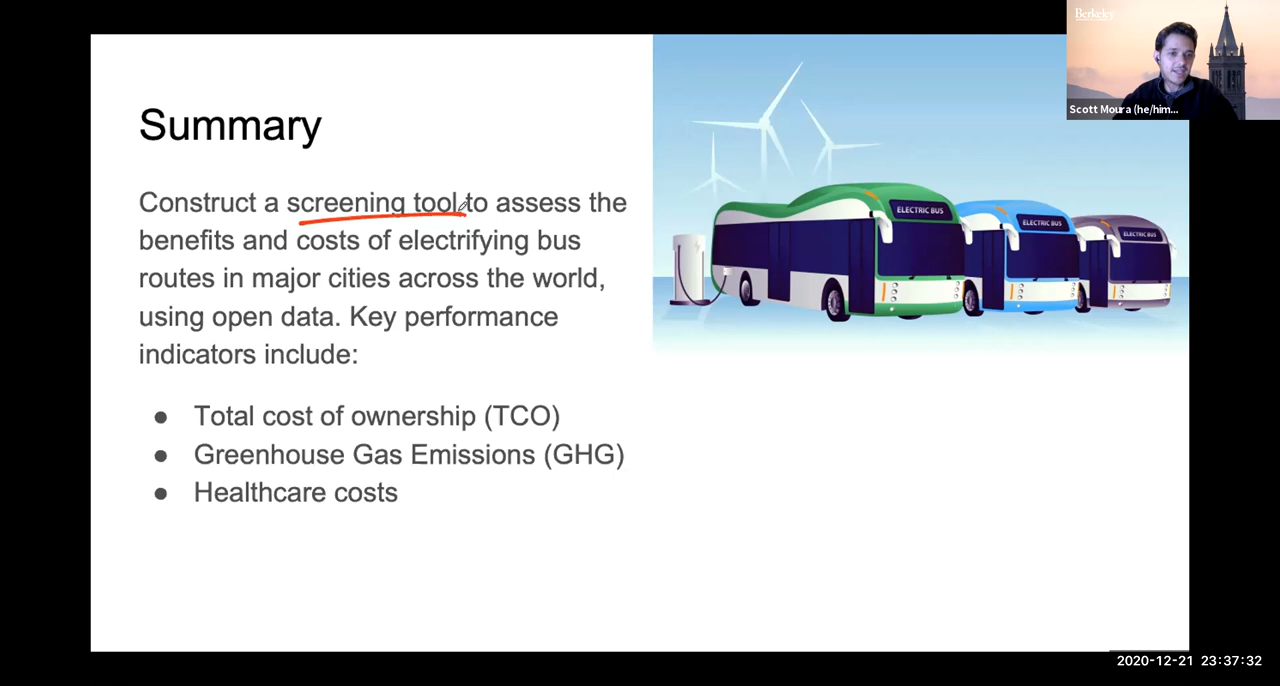 Berkeley
Scott Moura (he/him...
Summary
Construct a screening tool to assess the
benefits and costs of electrifying bus
routes in major cities across the world,
using open data. Key performance
indicators include:
● Total cost of ownership (TCO)
● Greenhouse Gas Emissions (GHG)
● Healthcare costs
ELECTRIC BUS
ELECTRIC BUS
ELECTRIC BUS
2020-12-21 23:37:32